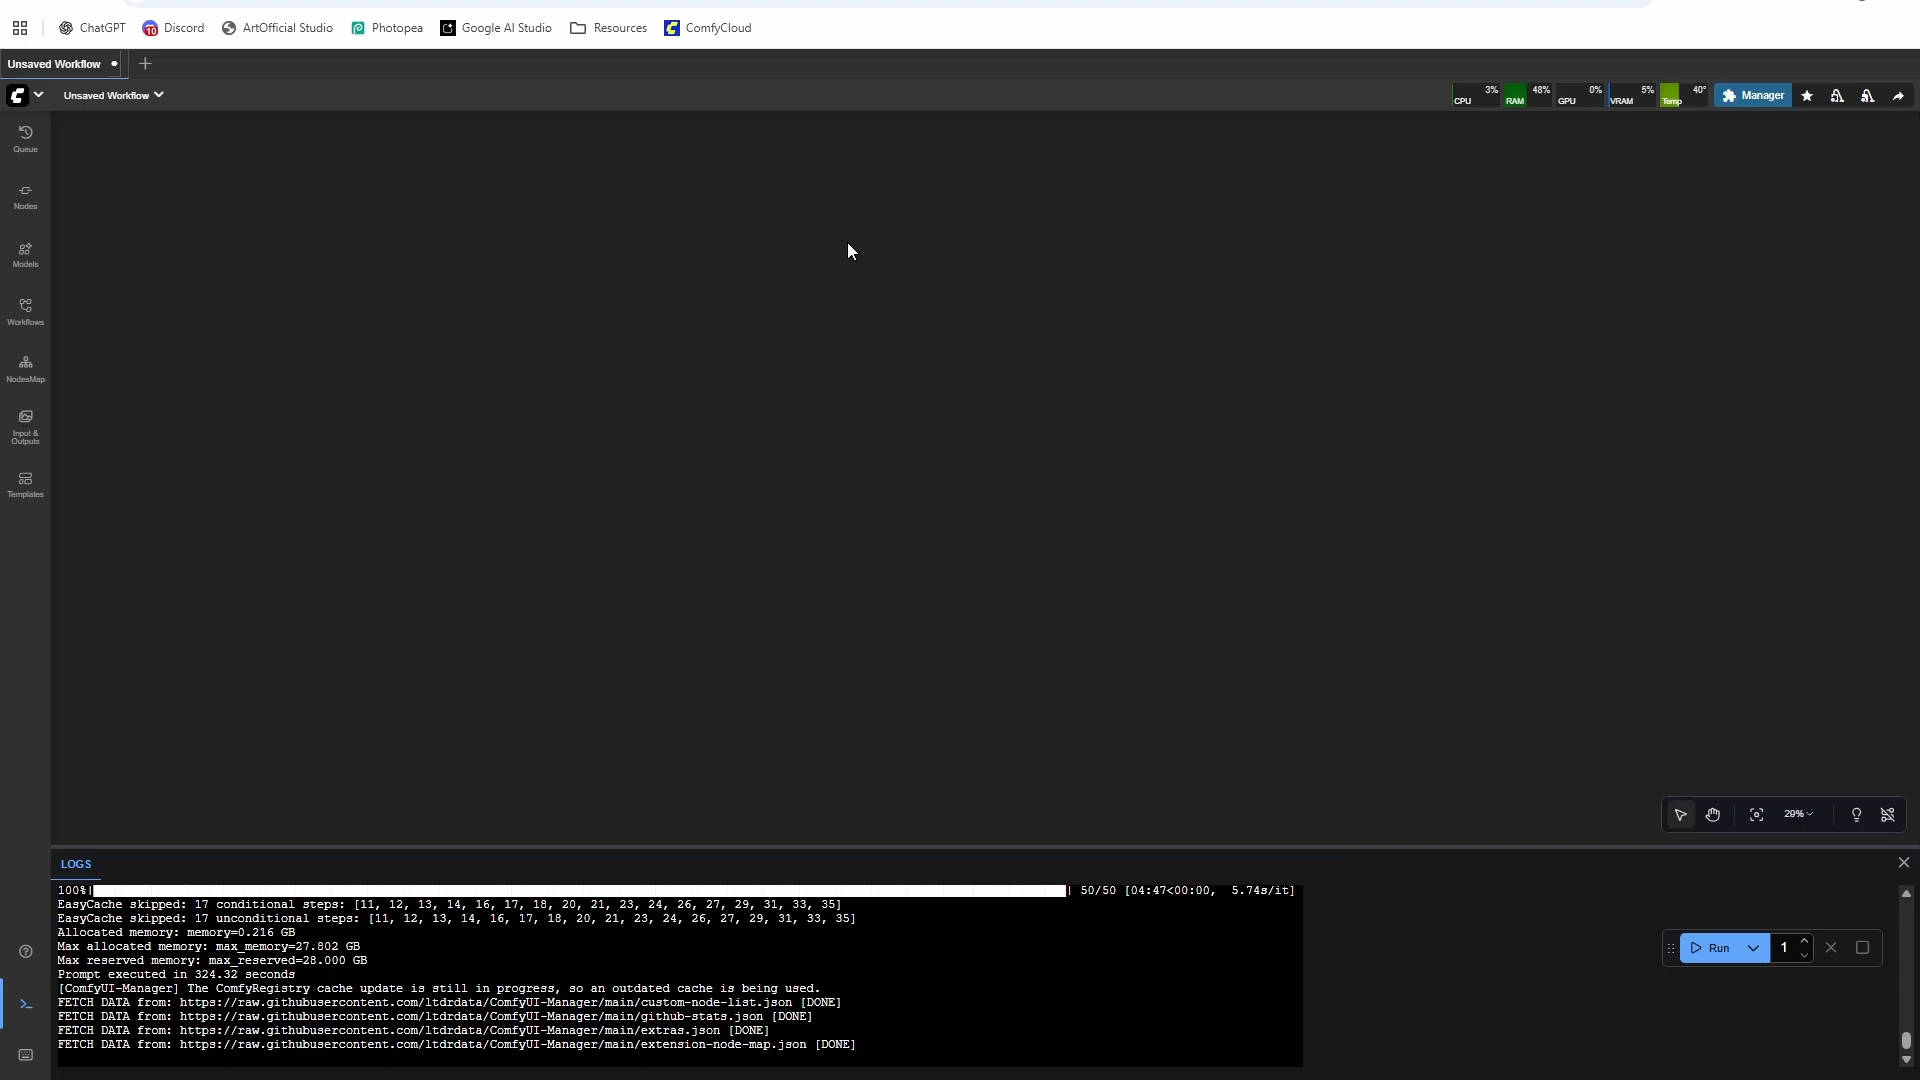 ChatGPT
10
Discord
ArtOfficial Studio
Photopea
Google AI Studio
Resources
ComfyCloud
Unsaved Workflow
Unsaved Workflow
CPU 3%
RAM 48%
GPU 0%
VRAM 5%
Temp 40°
Manager
Queue
Nodes
Models
Workflows
NodesMap
Input &
Outputs
Templates
29%
LOGS
100%| | 50/50 [04:47<00:00, 5.74s/it]
EasyCache skipped: 17 conditional steps: [11, 12, 13, 14, 16, 17, 18, 20, 21, 23, 24, 26, 27, 29, 31, 33, 35]
EasyCache skipped: 17 unconditional steps: [11, 12, 13, 14, 16, 17, 18, 20, 21, 23, 24, 26, 27, 29, 31, 33, 35]
Allocated memory: memory=0.216 GB
Max allocated memory: max_memory=27.802 GB
Max reserved memory: max_reserved=28.000 GB
Prompt executed in 324.32 seconds
[ComfyUI-Manager] The ComfyRegistry cache update is still in progress, so an outdated cache is being used.
FETCH DATA from: https://raw.githubusercontent.com/ltdrdata/ComfyUI-Manager/main/custom-node-list.json [DONE]
FETCH DATA from: https://raw.githubusercontent.com/ltdrdata/ComfyUI-Manager/main/github-stats.json [DONE]
FETCH DATA from: https://raw.githubusercontent.com/ltdrdata/ComfyUI-Manager/main/extras.json [DONE]
FETCH DATA from: https://raw.githubusercontent.com/ltdrdata/ComfyUI-Manager/main/extension-node-map.json [DONE]
Run
1